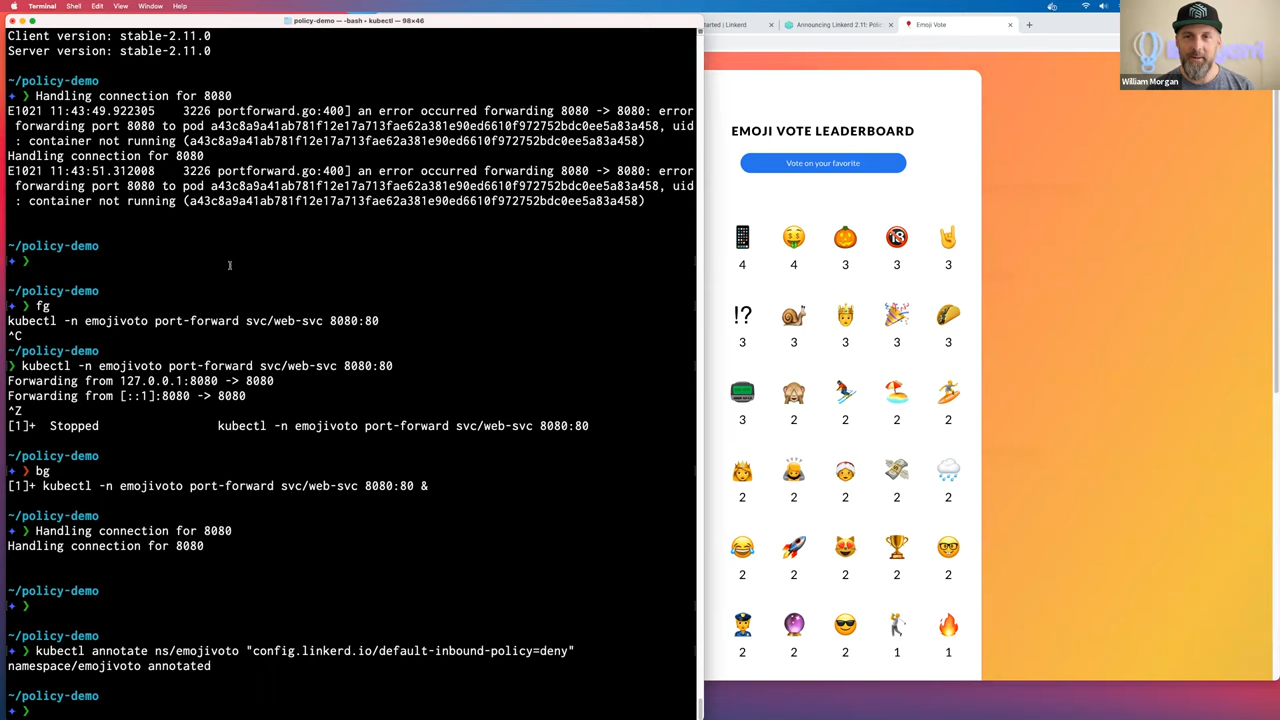 Terminal Shell Edit View Window Help
policy-demo — -bash • kubectl — 98×46
Client version: stable-2.11.0
Server version: stable-2.11.0
~/policy-demo
✦ ❯ Handling connection for 8080
E1021 11:43:49.922305    3226 portforward.go:400] an error occurred forwarding 8080 -> 8080: error
forwarding port 8080 to pod a43c8a9a41ab781f12e17a713fae62a381e90ed6610f972752bdc0ee5a83a458, uid
: container not running (a43c8a9a41ab781f12e17a713fae62a381e90ed6610f972752bdc0ee5a83a458)
Handling connection for 8080
E1021 11:43:51.312008    3226 portforward.go:400] an error occurred forwarding 8080 -> 8080: error
forwarding port 8080 to pod a43c8a9a41ab781f12e17a713fae62a381e90ed6610f972752bdc0ee5a83a458, uid
: container not running (a43c8a9a41ab781f12e17a713fae62a381e90ed6610f972752bdc0ee5a83a458)
~/policy-demo
✦ ❯
~/policy-demo
✦ ❯ fg
kubectl -n emojivoto port-forward svc/web-svc 8080:80
^C
~/policy-demo
❯ kubectl -n emojivoto port-forward svc/web-svc 8080:80
Forwarding from 127.0.0.1:8080 -> 8080
Forwarding from [::1]:8080 -> 8080
^Z
[1]+  Stopped                 kubectl -n emojivoto port-forward svc/web-svc 8080:80
~/policy-demo
✦ ❯ bg
[1]+ kubectl -n emojivoto port-forward svc/web-svc 8080:80 &
~/policy-demo
✦ ❯ Handling connection for 8080
Handling connection for 8080
~/policy-demo
✦ ❯
~/policy-demo
✦ ❯ kubectl annotate ns/emojivoto "config.linkerd.io/default-inbound-policy=deny"
namespace/emojivoto annotated
~/policy-demo
✦ ❯
tarted | Linkerd × Announcing Linkerd 2.11: Poli × Emoji Vote × +
William Morgan
EMOJI VOTE LEADERBOARD
Vote on your favorite
4 4 3 3 3
3 3 3 3 3
3 2 2 2 2
2 2 2 2 2
2 2 2 2 2
2 2 2 1 1